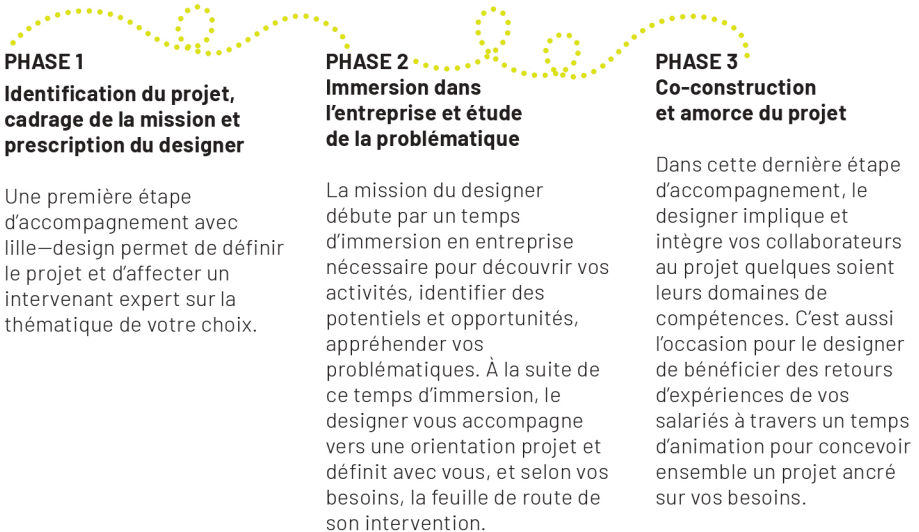 PHASE 1
Identification du projet,
cadrage de la mission et
prescription du designer
Une première étape
d'accompagnement avec
lille—design permet de définir
le projet et d'affecter un
intervenant expert sur la
thématique de votre choix.
PHASE 2
Immersion dans
l'entreprise et étude
de la problématique
La mission du designer
débute par un temps
d'immersion en entreprise
nécessaire pour découvrir vos
activités, identifier des
potentiels et opportunités,
appréhender vos
problématiques. À la suite de
ce temps d'immersion, le
designer vous accompagne
vers une orientation projet et
définit avec vous, et selon vos
besoins, la feuille de route de
son intervention.
PHASE 3
Co-construction
et amorce du projet
Dans cette dernière étape
d'accompagnement, le
designer implique et
intègre vos collaborateurs
au projet quelques soient
leurs domaines de
compétences. C'est aussi
l'occasion pour le designer
de bénéficier des retours
d'expériences de vos
salariés à travers un temps
d'animation pour concevoir
ensemble un projet ancré
sur vos besoins.